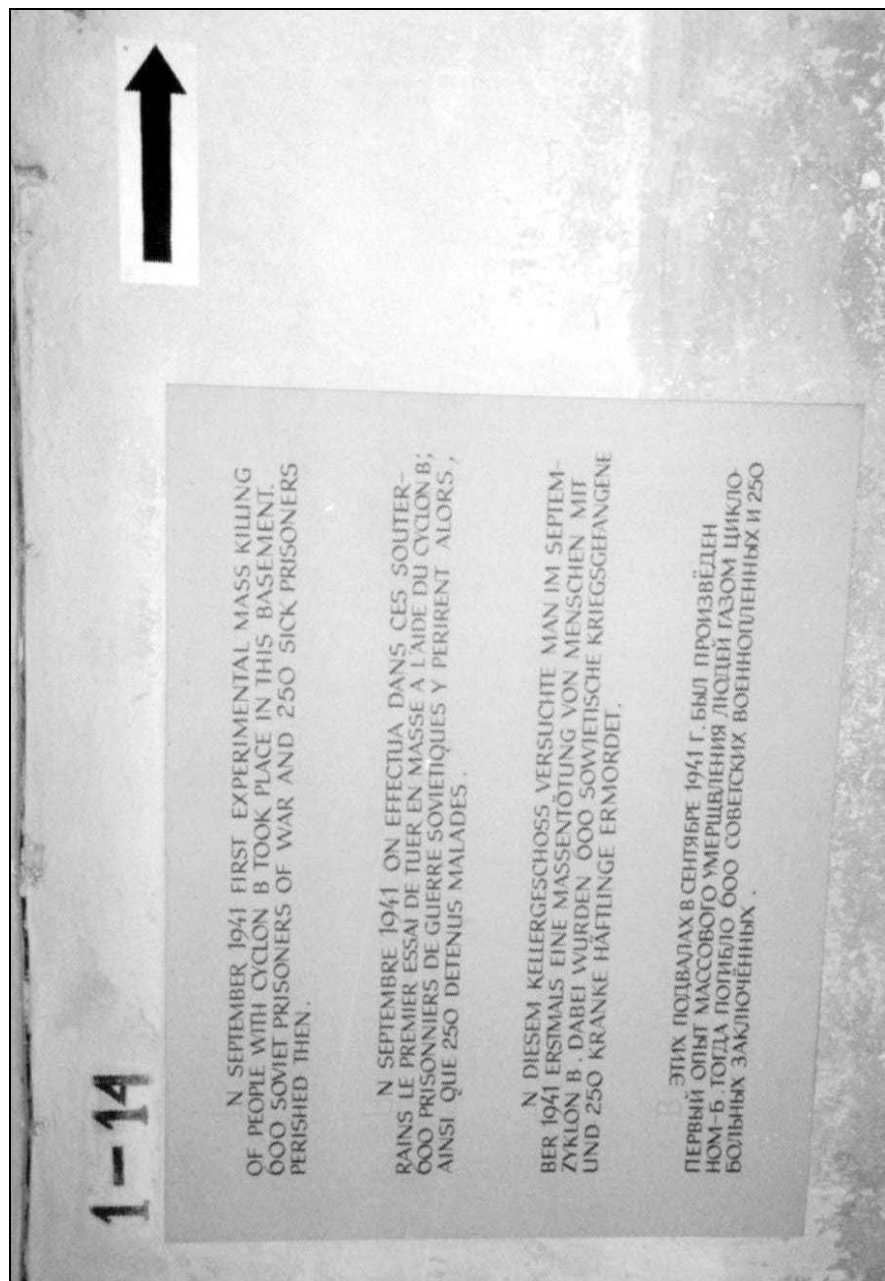 1-14
N SEPTEMBER 1941 FIRST EXPERIMENTAL MASS KILLING
OF PEOPLE WITH CYCLON B TOOK PLACE IN THIS BASEMENT.
600 SOVIET PRISONERS OF WAR AND 250 SICK PRISONERS
PERISHED THEN.
N SEPTEMBRE 1941 ON EFFECTUA DANS CES SOUTER-
RAINS LE PREMIER ESSAI DE TUER EN MASSE A L'AIDE DU CYCLON B;
600 PRISONNIERS DE GUERRE SOVIETIQUES Y PERIRENT ALORS,
AINSI QUE 250 DETENUS MALADES.
N DIESEM KELLERGESCHOSS VERSUCHTE MAN IM SEPTEM-
BER 1941 ERSTMALS EINE MASSENTÖTUNG VON MENSCHEN MIT
ZYKLON B. DABEI WURDEN 600 SOWJETISCHE KRIEGSGEFANGENE
UND 250 KRANKE HÄFTLINGE ERMORDET.
В ЭТИХ ПОДВАЛАХ В СЕНТЯБРЕ 1941 Г. БЫЛ ПРОИЗВЁДЕН
ПЕРВЫЙ ОПЫТ МАССОВОГО УМЕРЩВЛЕНИЯ ЛЮДЕЙ ГАЗОМ ЦИКЛО-
НОМ-Б. ТОГДА ПОГИБЛО 600 СОВЕТСКИХ ВОЕННОПЛЕННЫХ И 250
БОЛЬНЫХ ЗАКЛЮЧЁННЫХ.